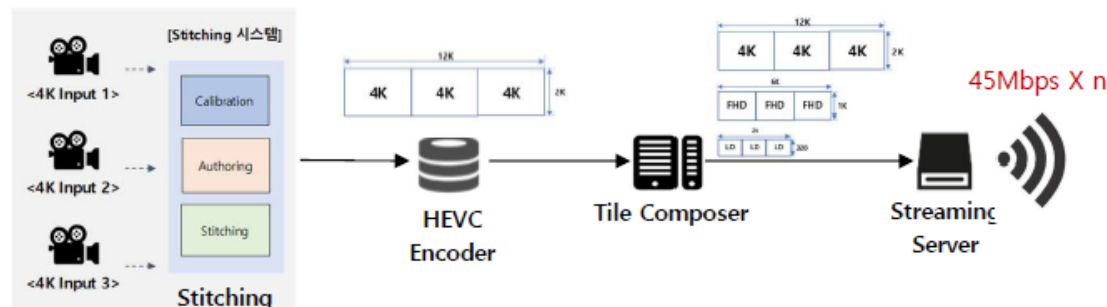 [Stitching 시스템]
<4K Input 1>
<4K Input 2>
<4K Input 3>
Calibration
Authoring
Stitching
Stitching
12K
4K 4K 4K
2K
HEVC
Encoder
12K
4K 4K 4K
2K
6K
FHD FHD FHD
1K
LD LD LD
Tile Composer
Streaming
Server
45Mbps X n